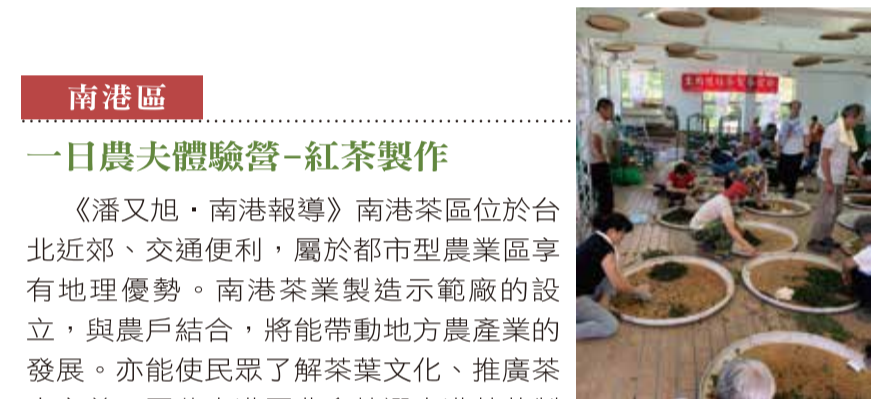 南港區
一日農夫體驗營-紅茶製作
《潘又旭·南港報導》南港茶區位於台
北近郊、交通便利，屬於都市型農業區享
有地理優勢。南港茶業製造示範廠的設
立，與農戶結合，將能帶動地方農產業的
發展。亦能使民眾了解茶葉文化、推廣茶